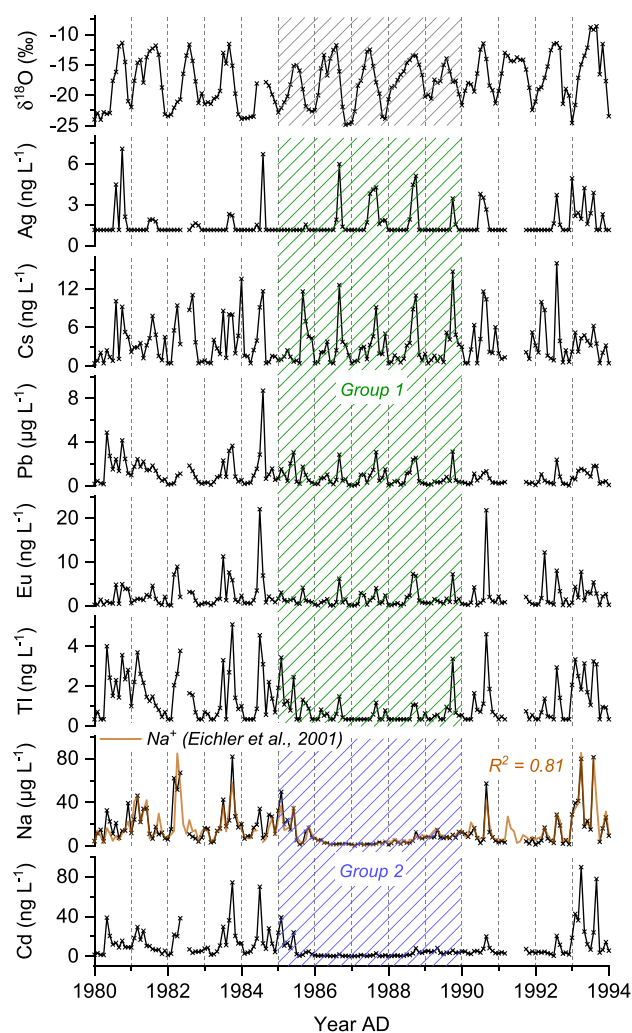 δ18O (‰)
-10
-15
-20
-25
Ag (ng L-1)
6
3
0
Cs (ng L-1)
12
8
4
0
Group 1
Pb (µg L-1)
8
4
0
Eu (ng L-1)
20
10
0
Tl (ng L-1)
4
2
0
Na+ (Eichler et al., 2001)
R2 = 0.81
Na (µg L-1)
80
40
0
Group 2
Cd (ng L-1)
80
40
0
1980 1982 1984 1986 1988 1990 1992 1994
Year AD